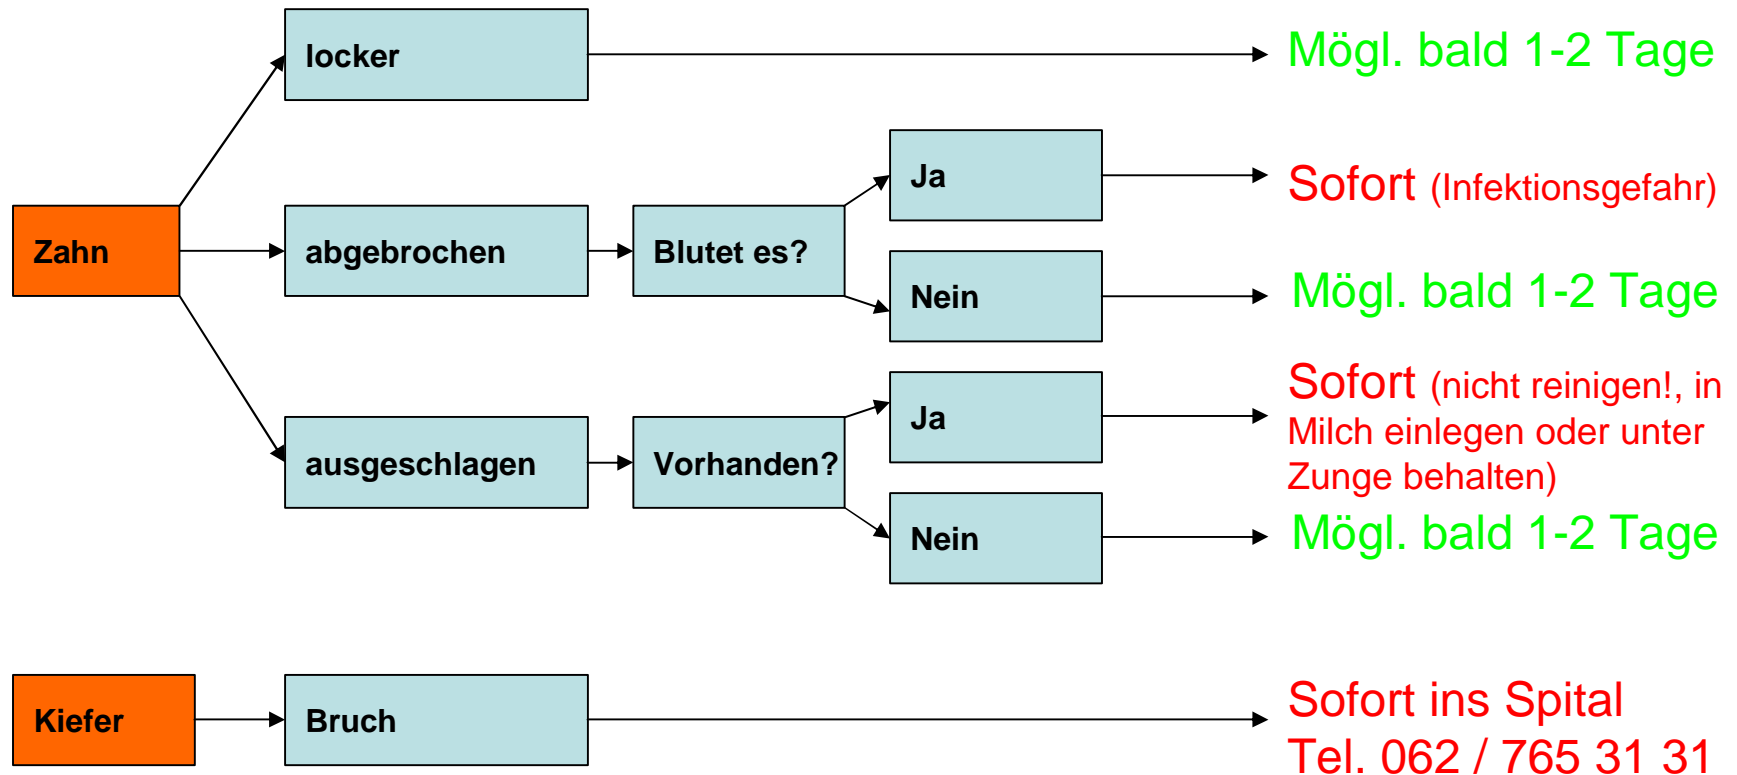 locker
Mögl. bald 1-2 Tage
Ja
Sofort (Infektionsgefahr)
Zahn
abgebrochen
Blutet es?
Nein
Mögl. bald 1-2 Tage
Sofort (nicht reinigen!, in
Milch einlegen oder unter
Zunge behalten)
Ja
ausgeschlagen
Vorhanden?
Nein
Mögl. bald 1-2 Tage
Kiefer
Bruch
Sofort ins Spital
Tel. 062 / 765 31 31